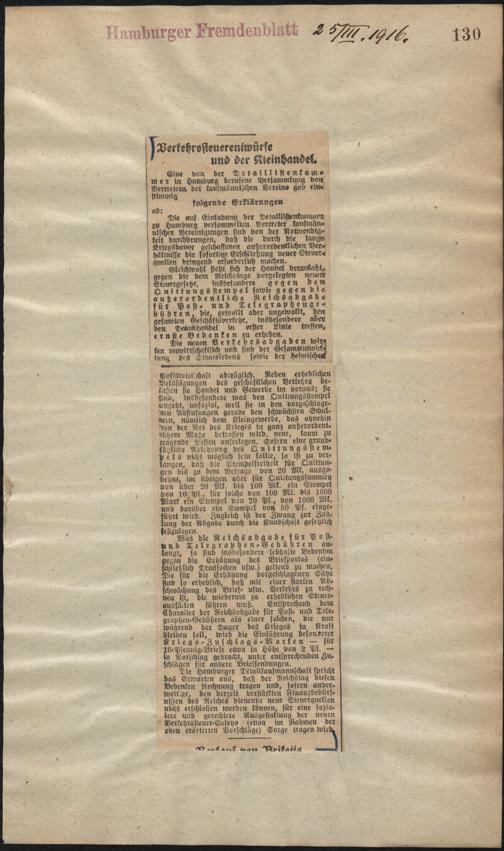 Hamburger Fremdenblatt 25/III.1916. 130
Verkehrssteuerentwürfe
und der Kleinhandel.
Eine von der Detaillistenkam-
mer in Hamburg berufene Versammlung von
Vertretern der kaufmännischen Vereine gab ein-
stimmig
folgende Erklärungen
ab:
Die auf Einladung der Detaillistenkammer
zu Hamburg versammelten Vertreter kaufmän-
nischer Vereinigungen sind von der Notwendig-
keit durchdrungen, daß die durch die lange
Kriegsdauer geschaffenen außerordentlichen Ver-
hältnisse die sofortige Erschließung neuer Steuer-
quellen dringend erforderlich machen.
Gleichwohl sieht sich der Handel veranlaßt,
gegen die dem Reichstage vorgelegten neuen
Steuergesetze, insbesondere gegen den
Quittungsstempel sowie gegen die
außerordentliche Reichsabgabe
für Post- und Telegraphenge-
bühren, die, gewollt oder ungewollt, den
gesamten Geschäftsverkehr, insbesondere aber
den Detailhandel in erster Linie treffen,
ernste Bedenken zu erheben.
Die neuen Verkehrsabgaben wir-
ken unwirtschaftlich und sind der Gesamtentwick-
lung des Staatslebens sowie der heimischen
Volkswirtschaft abträglich. Neben erheblichen
Belästigungen des geschäftlichen Verkehrs be-
lasten sie Handel und Gewerbe im voraus; sie
sind, insbesondere was den Quittungsstempel
angeht, unsozial, weil sie in den vorgeschlage-
nen Abstufungen gerade den schwächsten Schul-
tern, nämlich dem Kleingewerbe, das ohnehin
von der Not des Krieges in ganz außerordent-
lichem Maße betroffen wird, neue, kaum zu
tragende Lasten auferlegen. Sofern eine grund-
sätzliche Ablehnung des Quittungsstem-
pels nicht möglich sein sollte, so ist zu ver-
langen, daß die Stempelfreiheit für Quittun-
gen bis zu dem Betrage von 20 Mk. ausge-
dehnt, im übrigen aber für Quittungssummen
von über 20 Mk. bis 100 Mk. ein Stempel
von 10 Pf., für solche von 100 Mk. bis 1000
Mark ein Stempel von 20 Pf., von 1000 Mk.
und darüber ein Stempel von 50 Pf. einge-
führt wird. Zugleich ist der Zwang zur Zah-
lung der Abgabe durch die Kundschaft gesetzlich
festzulegen.
Was die Reichsabgabe für Post-
und Telegraphen-Gebühren an-
langt, so sind insbesondere lebhafte Bedenken
gegen die Erhöhung des Briefportos (ein-
schließlich Drucksachen usw.) geltend zu machen.
Die für die Erhöhung vorgeschlagenen Sätze
sind so erheblich, daß mit einer starken Ab-
schwächung des Brief- usw. Verkehrs zu rech-
nen ist, die wiederum zu erheblichen Steuer-
ausfällen führen muß. Entsprechend dem
Charakter der Reichsabgabe für Post- und Tele-
graphen-Gebühren als einer solchen, die nur
während der Dauer des Krieges in Kraft
bleiben soll, wird die Einführung besonderer
Kriegs-Zuschlags-Marken — für
10-Pfennig-Briefe etwa in Höhe von 2 Pf. —
in Vorschlag gebracht, unter entsprechenden Zu-
schlägen für andere Briefsendungen.
Die Hamburger Detailkaufmannschaft spricht
das Erwarten aus, daß der Reichstag diesen
Bedenken Rechnung tragen und, sofern ander-
weitige, den derzeit verstärkten Finanzbedürf-
nissen des Reiches dienende neue Steuerquellen
nicht erschlossen werden können, für eine sozia-
lere und gerechtere Ausgestaltung der neuen
Verkehrssteuer-Gesetze (etwa im Rahmen der
oben erörterten Vorschläge) Sorge tragen wird.